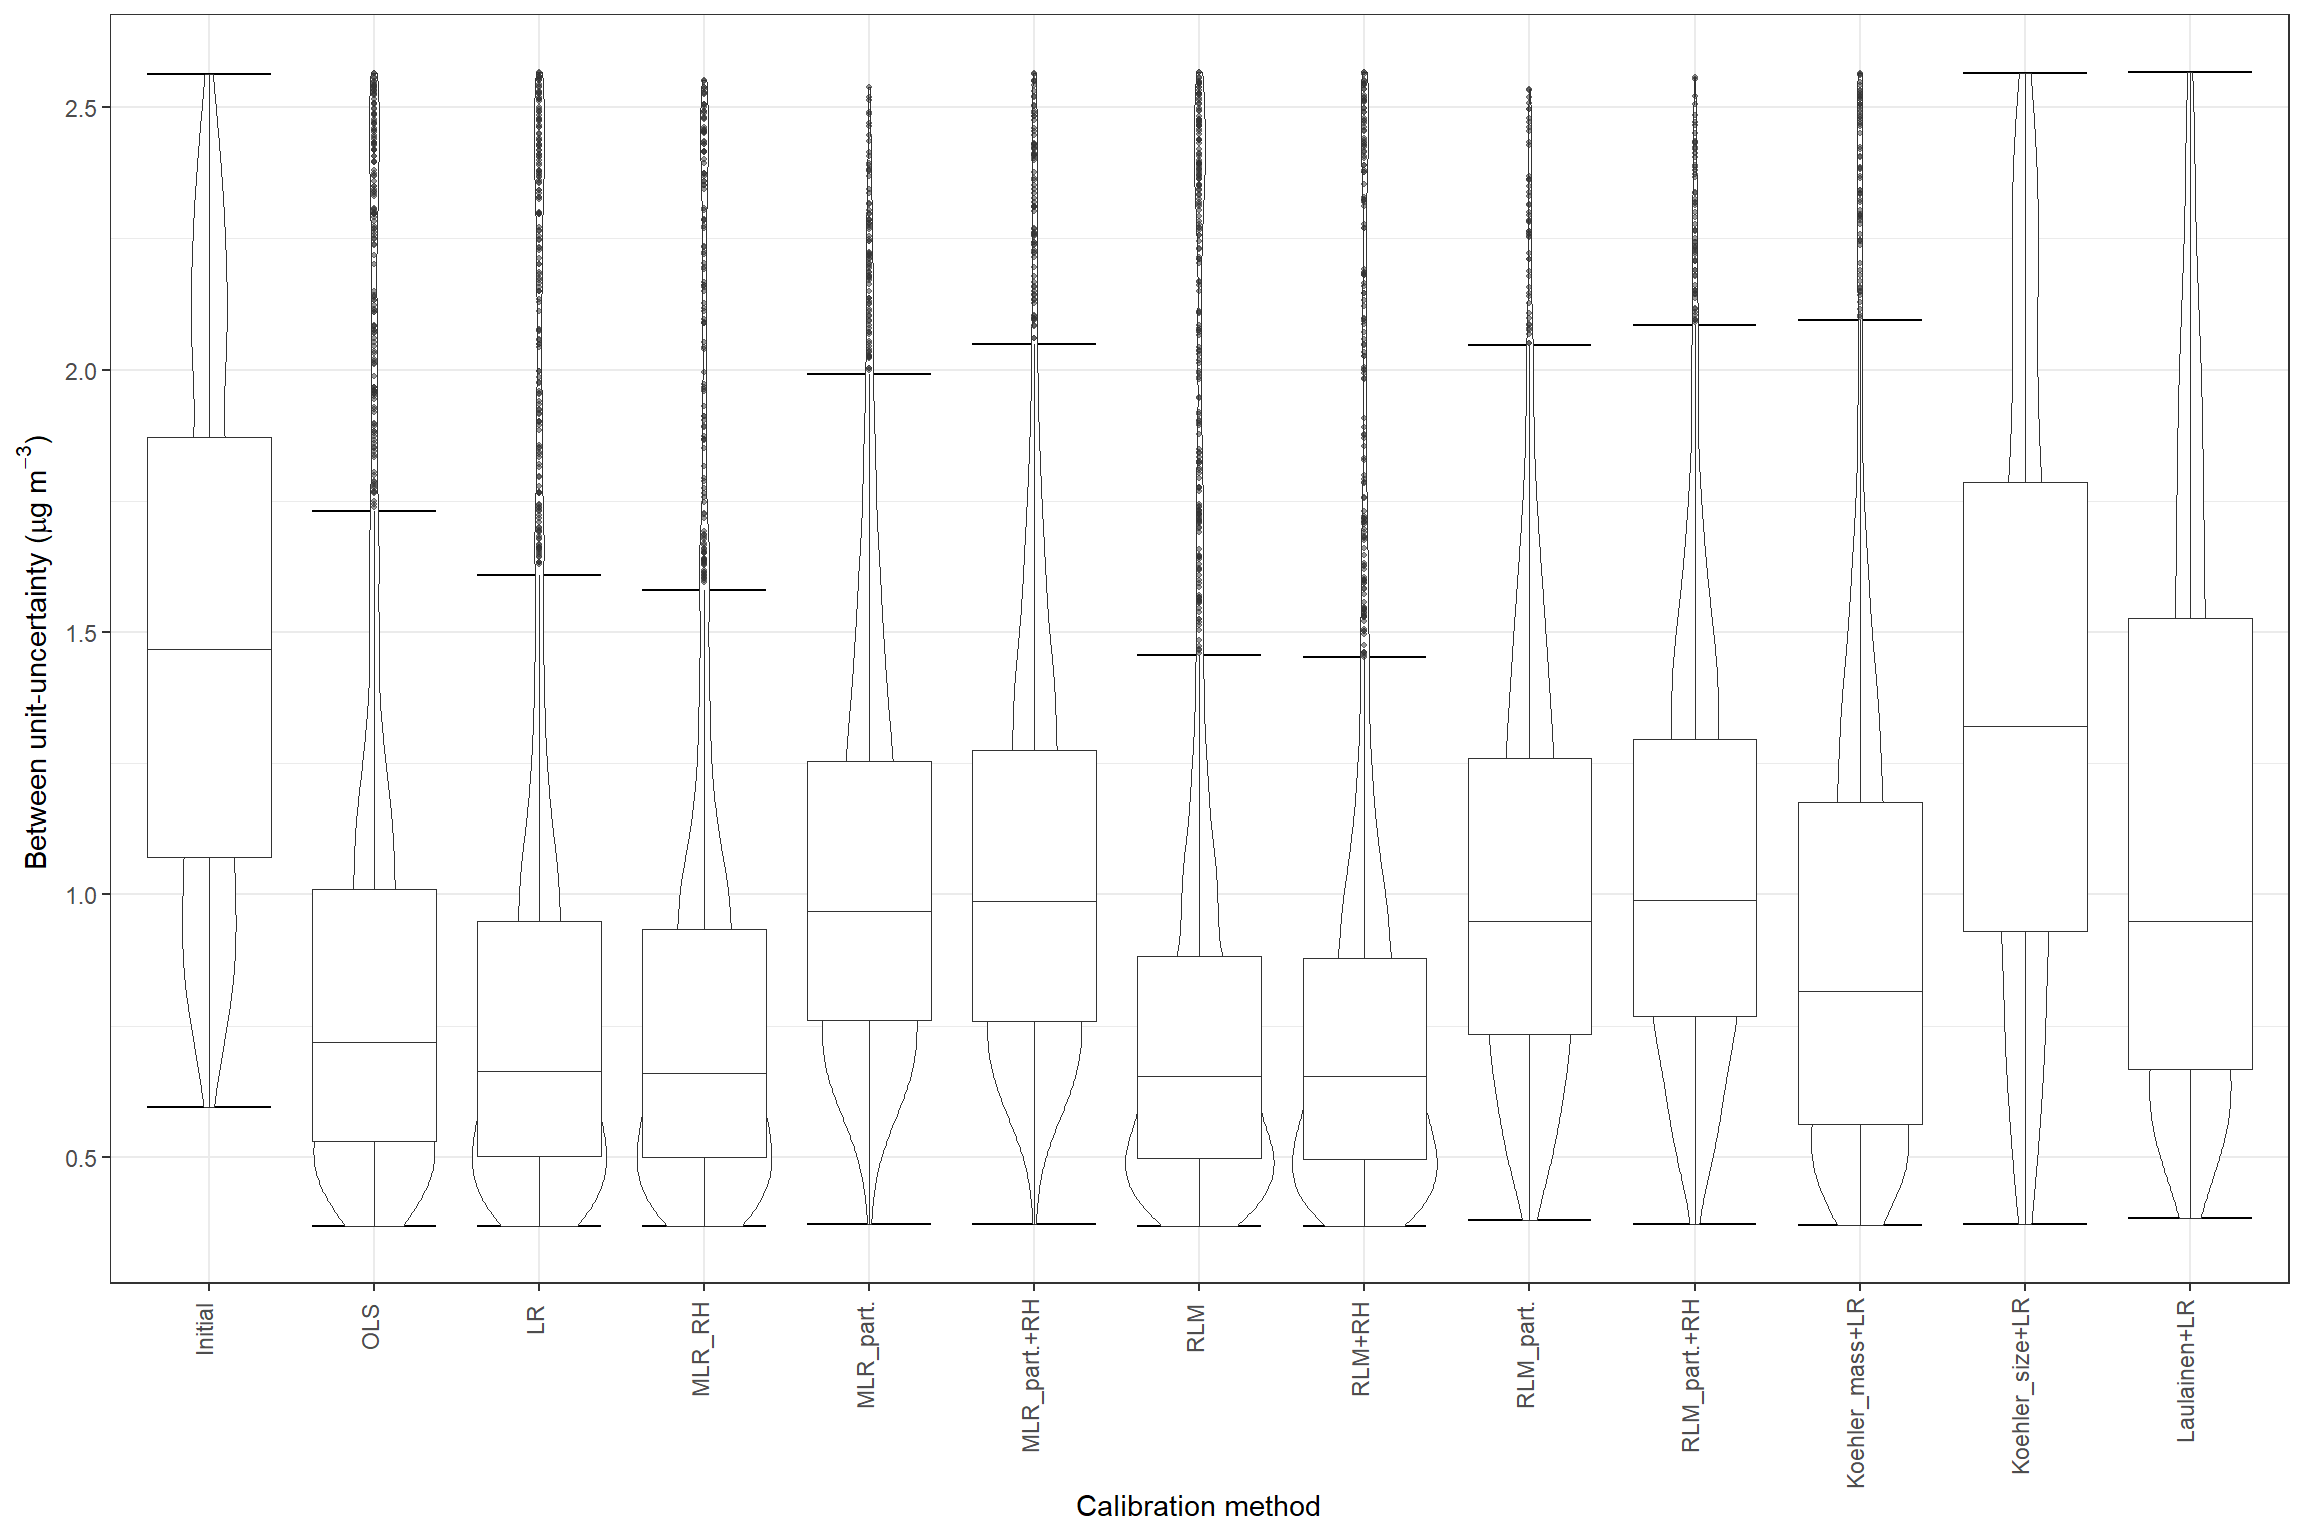 Between unit-uncertainty (µg m⁻³)
2.5
2.0
1.5
1.0
0.5
Initial
OLS
LR
MLR_RH
MLR_part.
MLR_part.+RH
RLM
RLM+RH
RLM_part.
RLM_part.+RH
Koehler_mass+LR
Koehler_size+LR
Laulainen+LR
Calibration method